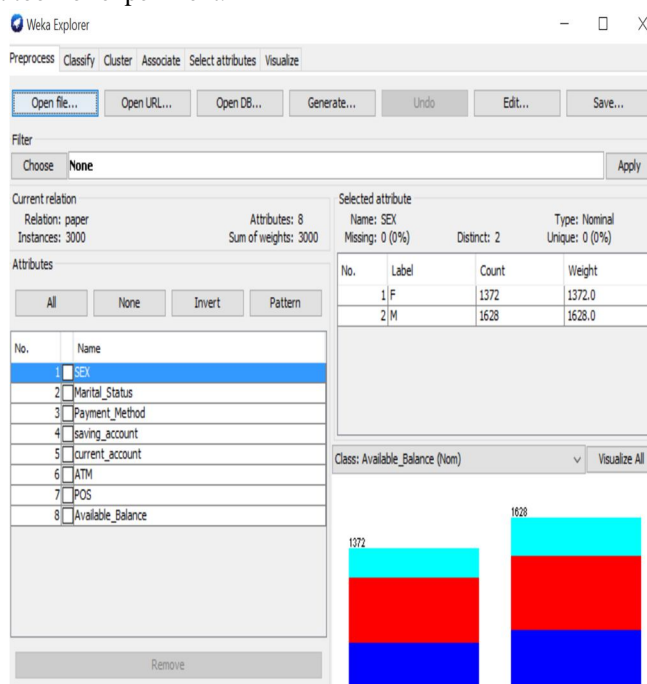 Weka Explorer
Preprocess Classify Cluster Associate Select attributes Visualize
Open file... Open URL... Open DB... Generate... Undo Edit... Save...
Filter
Choose None Apply
Current relation
Relation: paper Attributes: 8
Instances: 3000 Sum of weights: 3000
Attributes
All None Invert Pattern
No. Name
1 SEX
2 Marital_Status
3 Payment_Method
4 saving_account
5 current_account
6 ATM
7 POS
8 Available_Balance
Remove
Selected attribute
Name: SEX Type: Nominal
Missing: 0 (0%) Distinct: 2 Unique: 0 (0%)
No. Label Count Weight
1 F 1372 1372.0
2 M 1628 1628.0
Class: Available_Balance (Nom) Visualize All
1372
1628